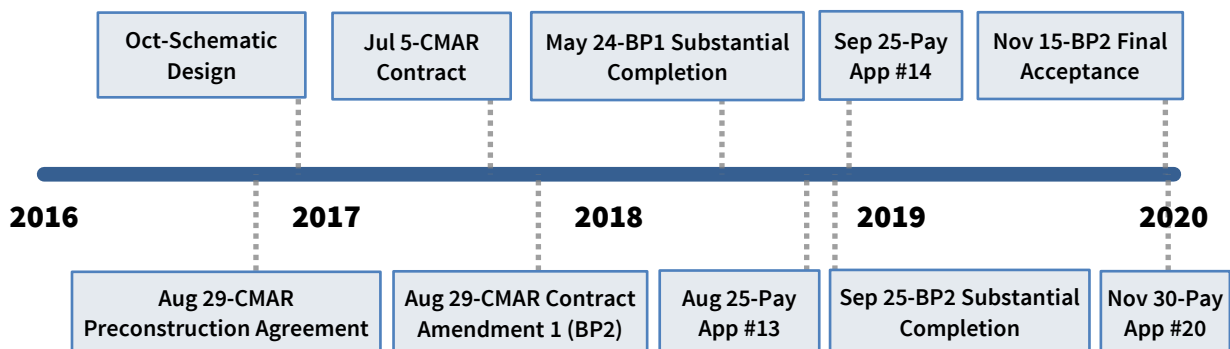 Oct-Schematic
Design
Jul 5-CMAR
Contract
May 24-BP1 Substantial
Completion
Sep 25-Pay
App #14
Nov 15-BP2 Final
Acceptance
2016
2017
2018
2019
2020
Aug 29-CMAR
Preconstruction Agreement
Aug 29-CMAR Contract
Amendment 1 (BP2)
Aug 25-Pay
App #13
Sep 25-BP2 Substantial
Completion
Nov 30-Pay
App #20